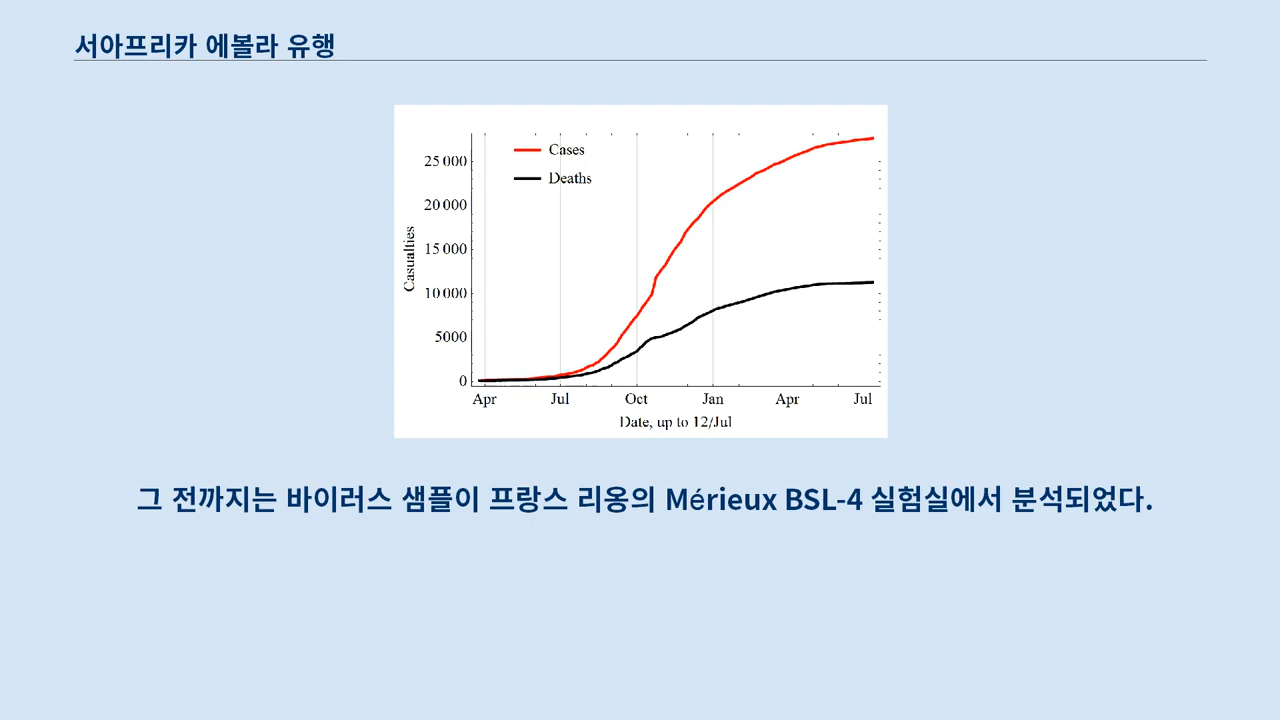 서아프리카 에볼라 유행
Cases
Deaths
25 000
20 000
15 000
10 000
5000
0
Casualties
Apr Jul Oct Jan Apr Jul
Date, up to 12/Jul
그 전까지는 바이러스 샘플이 프랑스 리옹의 Mérieux BSL-4 실험실에서 분석되었다.